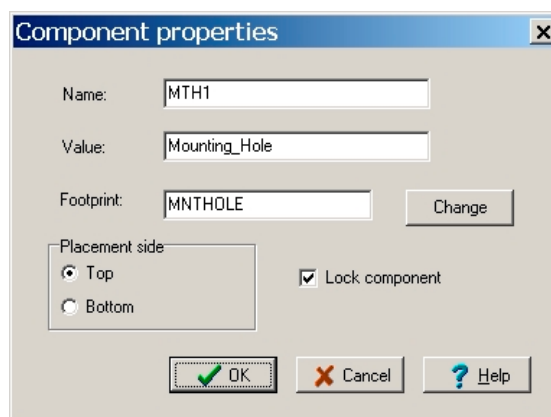 Component properties
Name: MTH1
Value: Mounting_Hole
Footprint: MNTHOLE Change
Placement side
Top Lock component
Bottom
OK Cancel Help